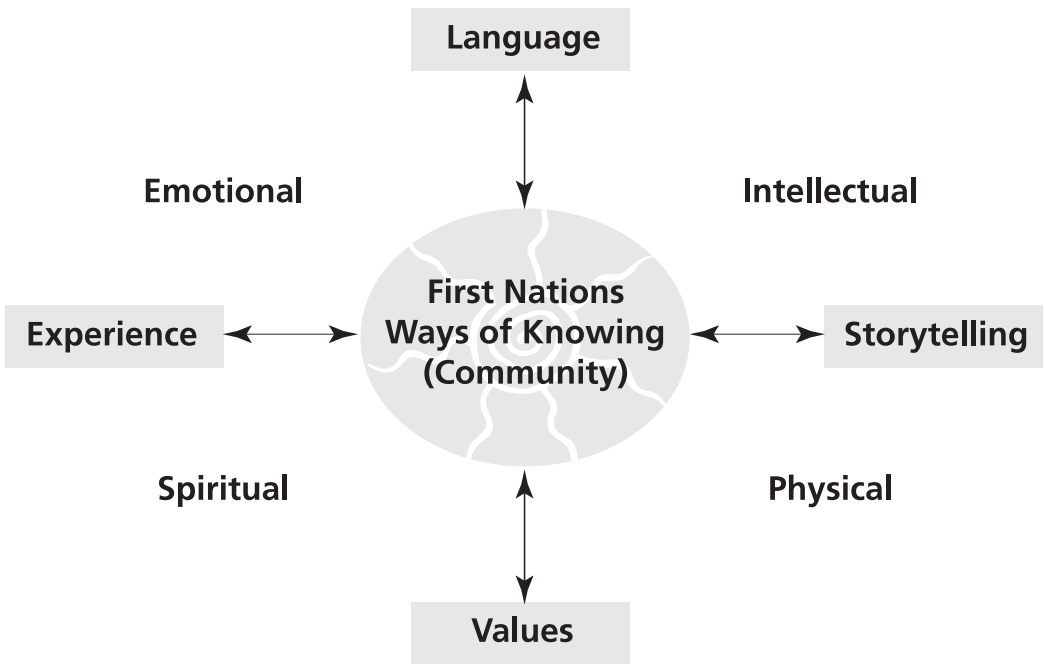 Language
Emotional
Intellectual
First Nations
Ways of Knowing
(Community)
Experience
Storytelling
Spiritual
Physical
Values